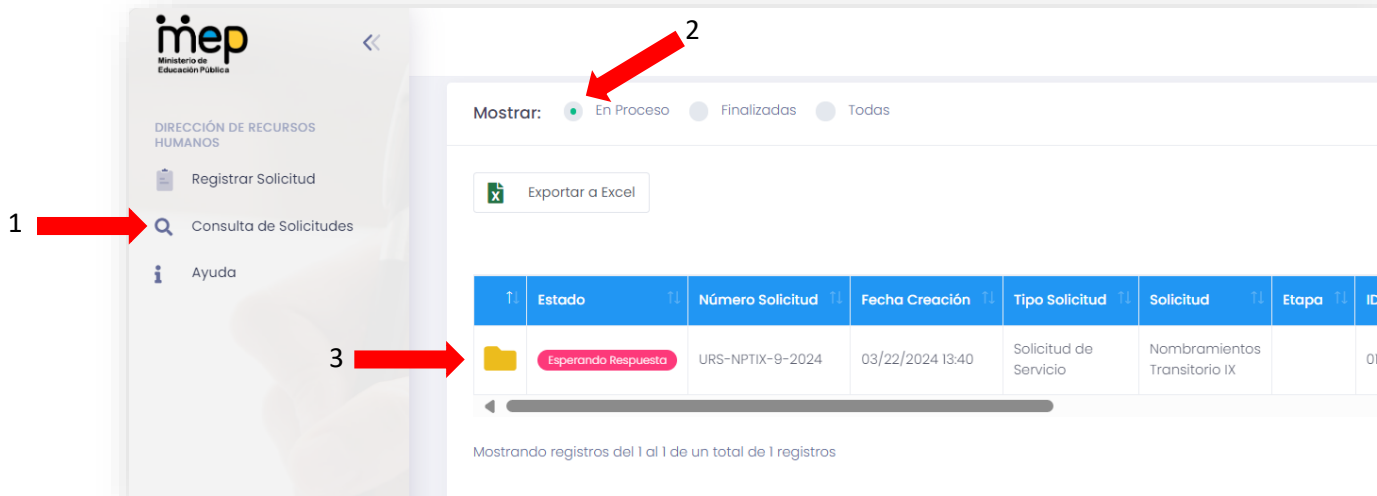 mep
Ministerio de
Educación Pública
2
Mostrar: En Proceso Finalizadas Todas
DIRECCIÓN DE RECURSOS
HUMANOS
Registrar Solicitud
Exportar a Excel
1
Consulta de Solicitudes
Ayuda
Estado Número Solicitud Fecha Creación Tipo Solicitud Solicitud Etapa
3
Esperando Respuesta URS-NPTIX-9-2024 03/22/2024 13:40 Solicitud de Servicio Nombramientos Transitorio IX
Mostrando registros del 1 al 1 de un total de 1 registros